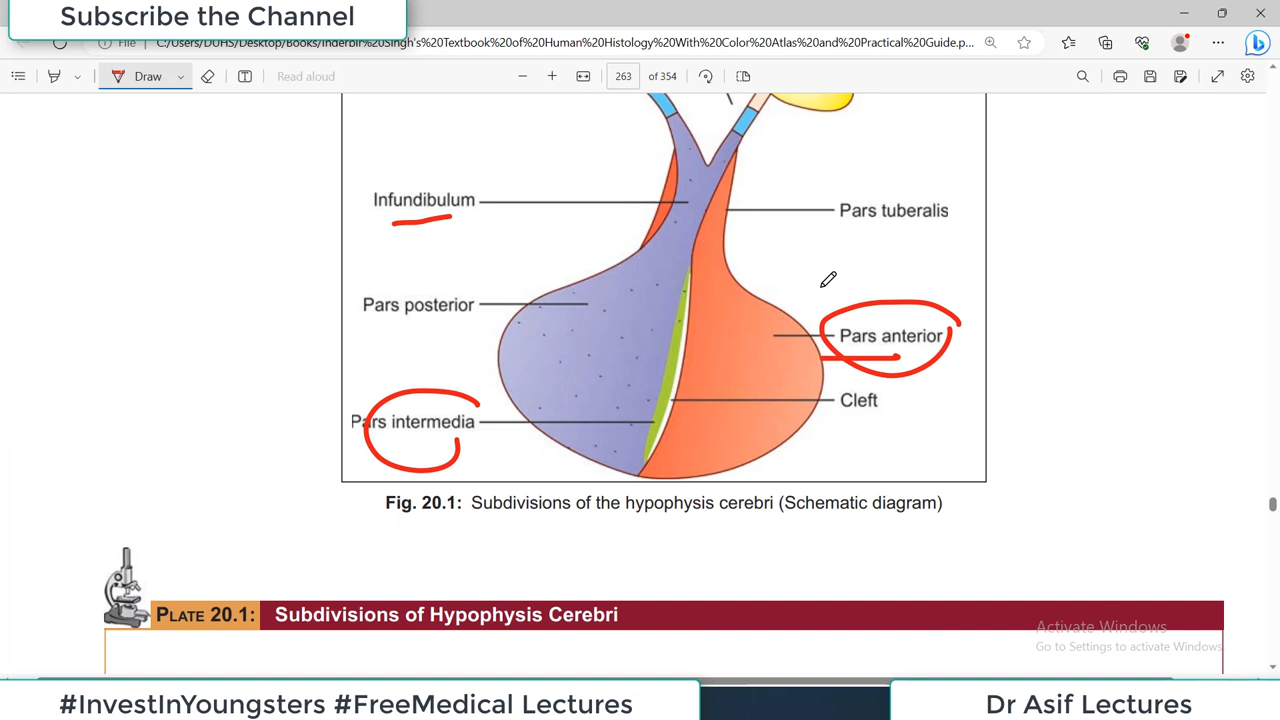 Subscribe the Channel
File
C:/Users/DUHS/Desktop/Books/Inderbir%20Singh's%20Textbook%20of%20Human%20Histology%20With%20Color%20Atlas%20and%20Practical%20Guide.p...
Draw
Read aloud
263
of 354
Infundibulum
Pars tuberalis
Pars posterior
Pars anterior
Cleft
Pars intermedia
Fig. 20.1: Subdivisions of the hypophysis cerebri (Schematic diagram)
PLATE 20.1: Subdivisions of Hypophysis Cerebri
Activate Windows
Go to Settings to activate Windows.
#InvestInYoungsters #FreeMedical Lectures
Dr Asif Lectures